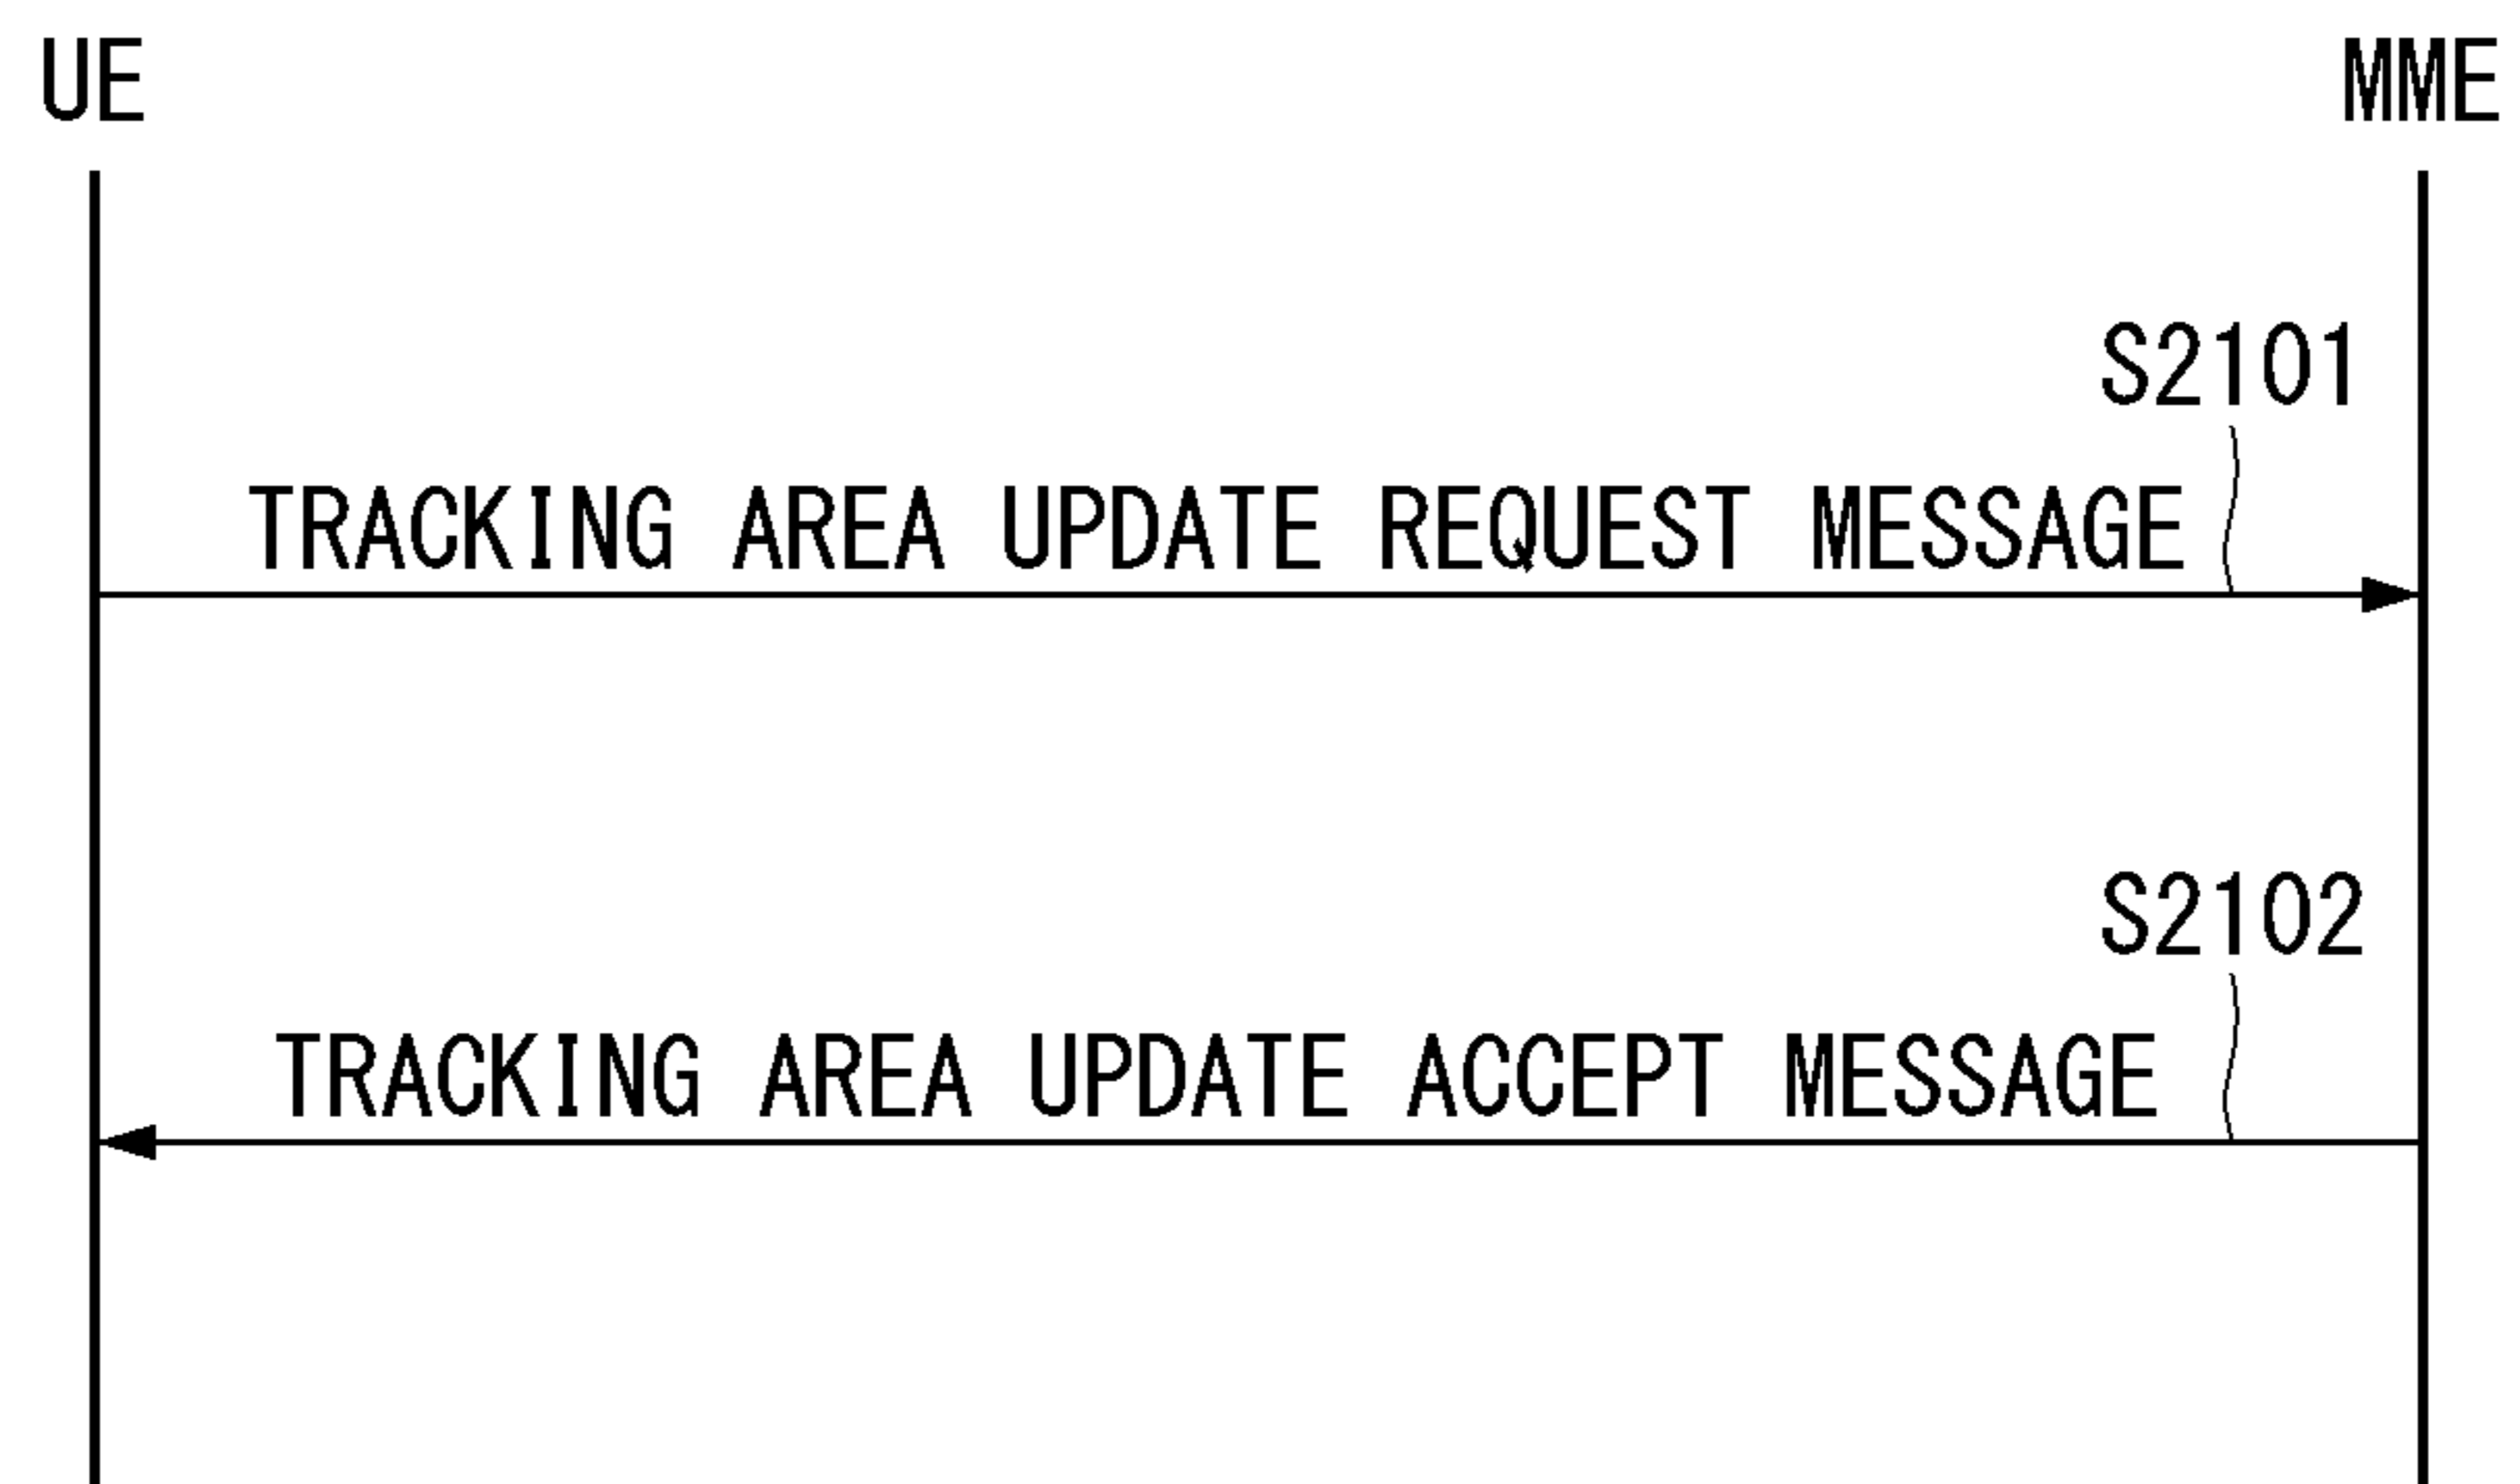 UE
MME
S2101
TRACKING AREA UPDATE REQUEST MESSAGE
S2102
TRACKING AREA UPDATE ACCEPT MESSAGE